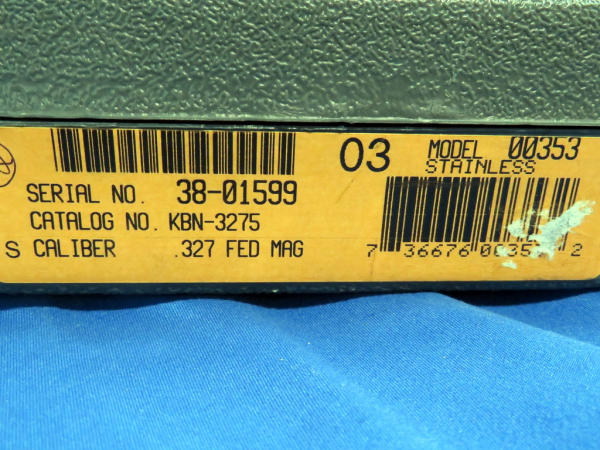 03
MODEL 00353
STAINLESS
SERIAL NO. 38-01599
CATALOG NO. KBN-3275
S CALIBER .327 FED MAG
7 36676 00353 2